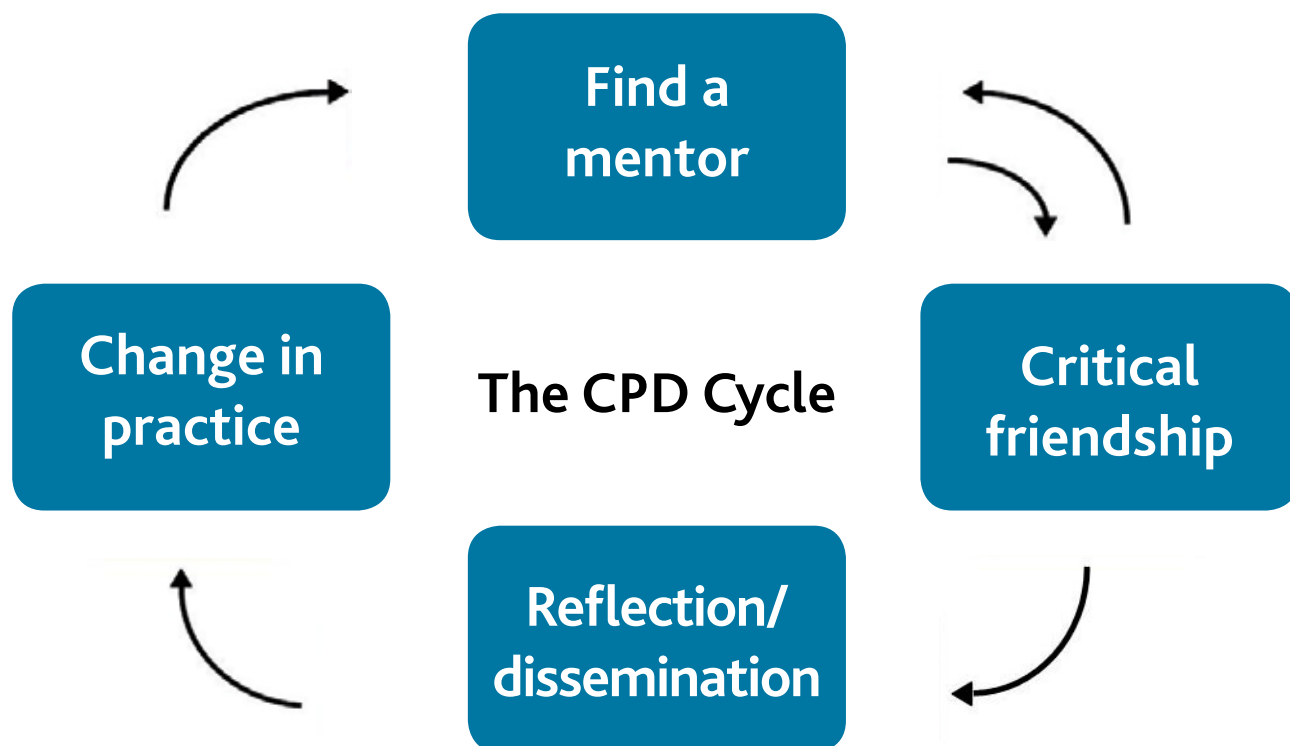 Find a
mentor
Change in
practice
The CPD Cycle
Critical
friendship
Reflection/
dissemination